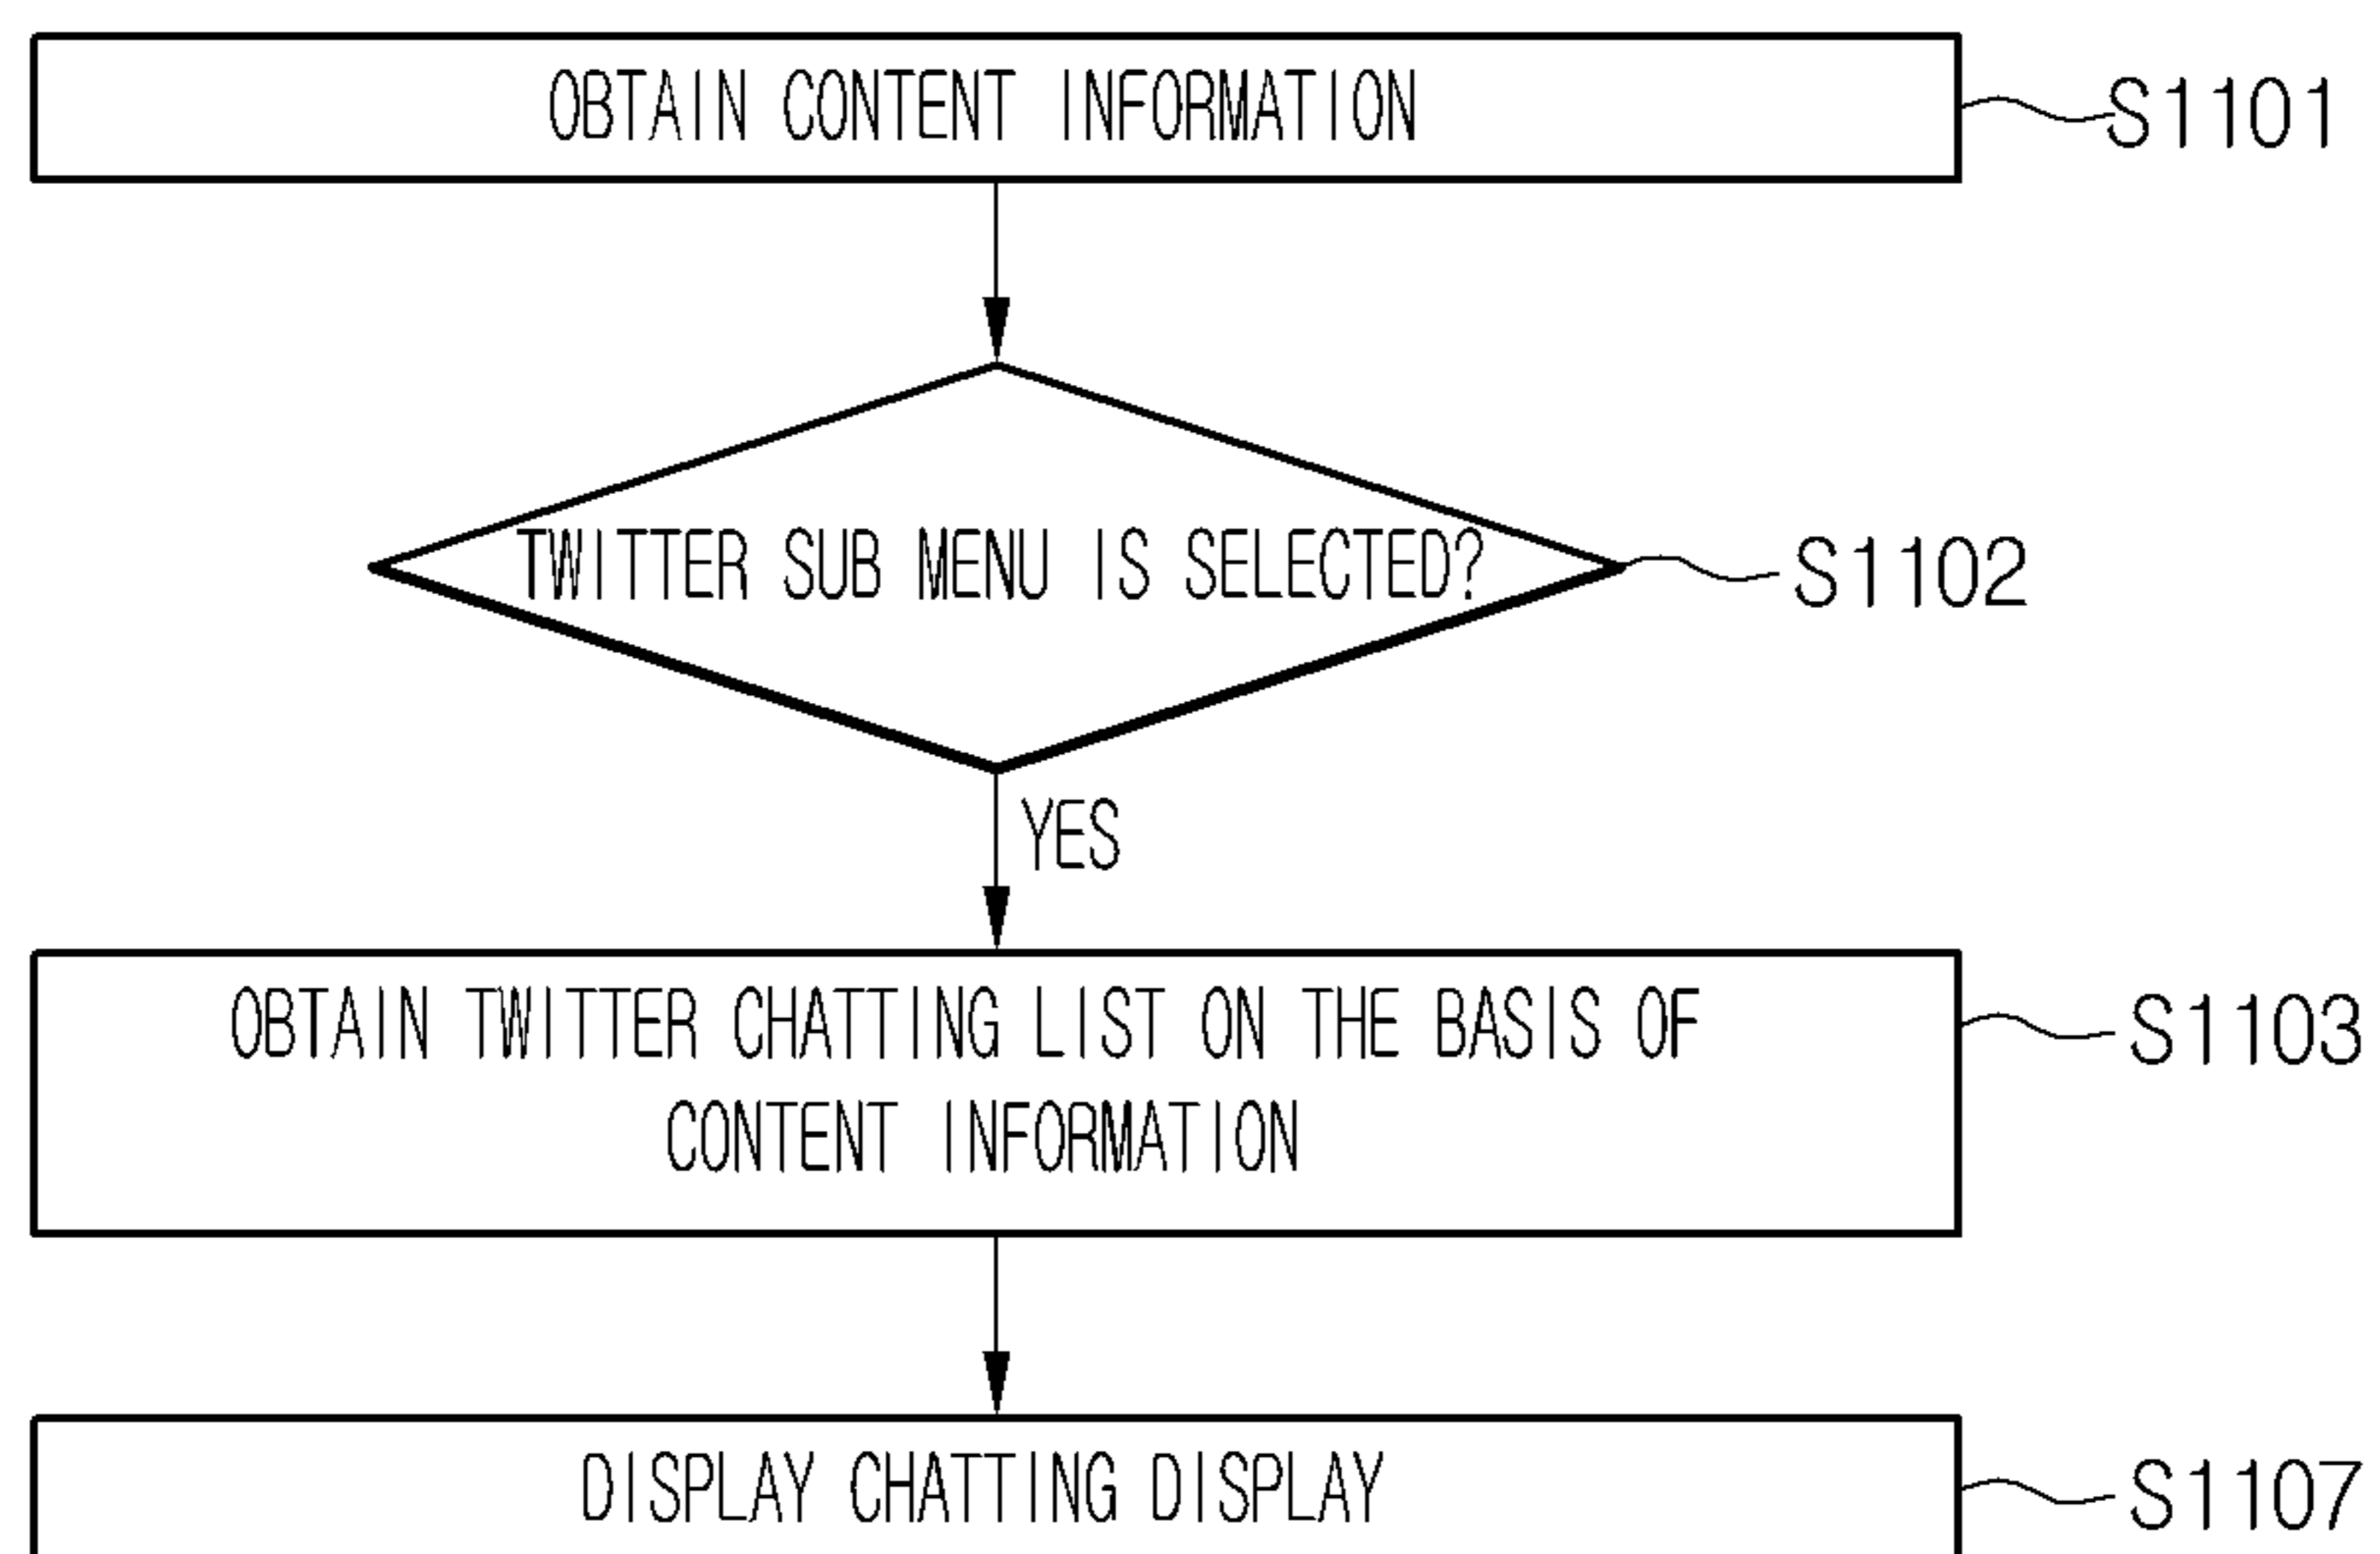 OBTAIN CONTENT INFORMATION
S1101
TWITTER SUB MENU IS SELECTED?
S1102
YES
OBTAIN TWITTER CHATTING LIST ON THE BASIS OF
CONTENT INFORMATION
S1103
DISPLAY CHATTING DISPLAY
S1107